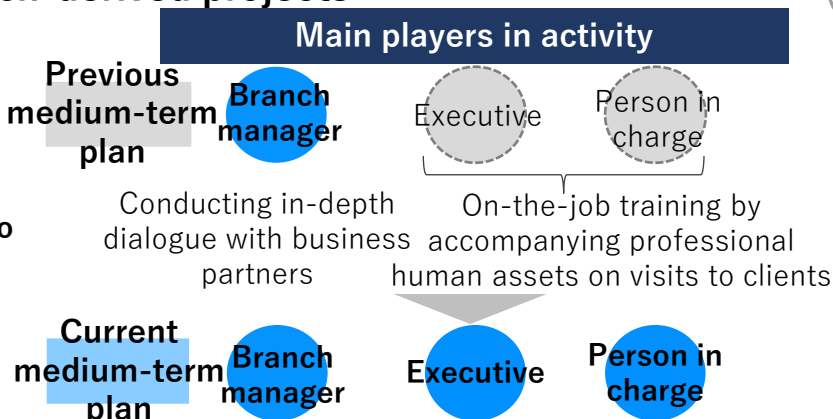 Main players in activity
Previous
medium-term
plan
Branch
manager
Executive
Person in
charge
Conducting in-depth
dialogue with business
partners
On-the-job training by
accompanying professional
human assets on visits to clients
Current
medium-term
plan
Branch
manager
Executive
Person in
charge